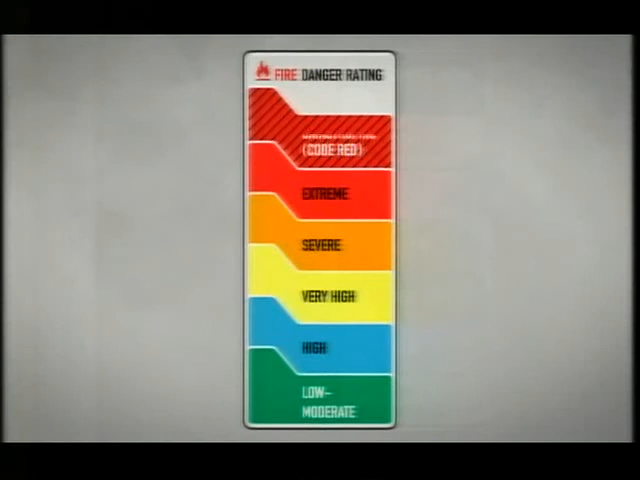 FIRE DANGER RATING
(CODE RED)
EXTREME
SEVERE
VERY HIGH
HIGH
LOW–
MODERATE